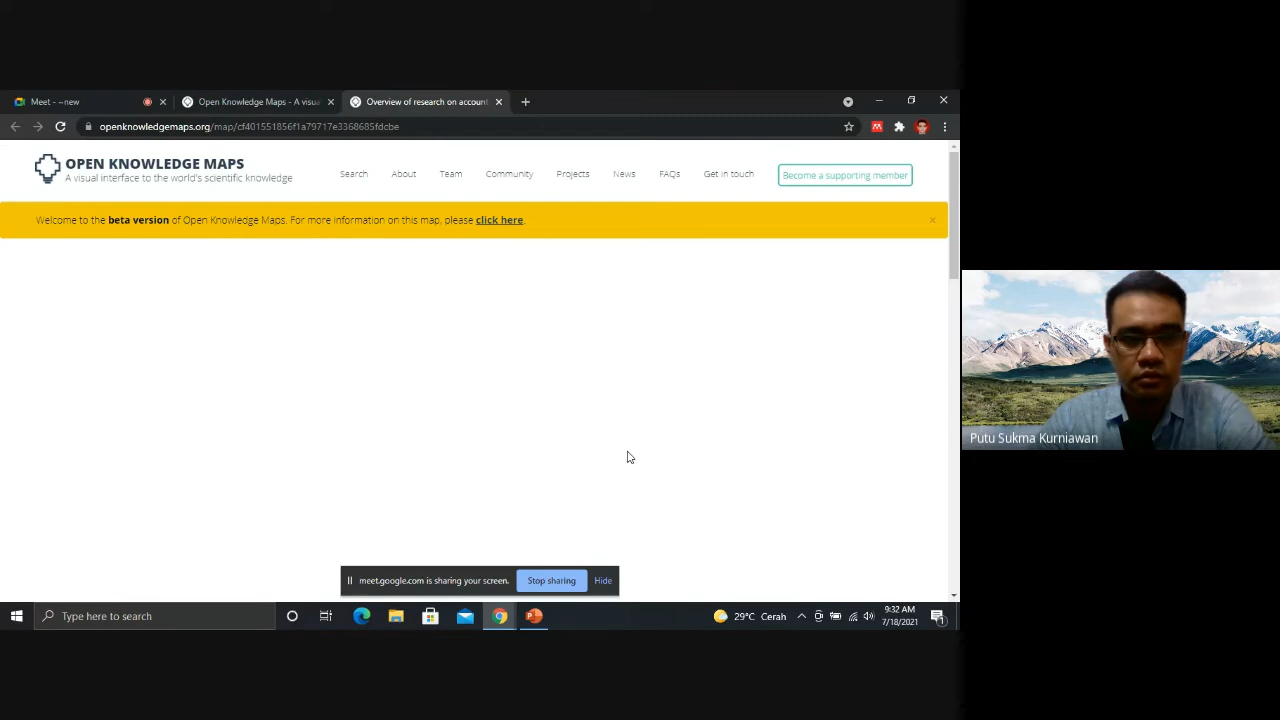 Meet - ~new
Open Knowledge Maps - A visua
Overview of research on account
openknowledgemaps.org/map/cf401551856f1a79717e3368685fdcbe
OPEN KNOWLEDGE MAPS
A visual interface to the world's scientific knowledge
Search
About
Team
Community
Projects
News
FAQs
Get in touch
Become a supporting member
Welcome to the beta version of Open Knowledge Maps. For more information on this map, please click here.
Putu Sukma Kurniawan
meet.google.com is sharing your screen.
Stop sharing
Hide
Type here to search
29°C Cerah
9:32 AM
7/18/2021
1